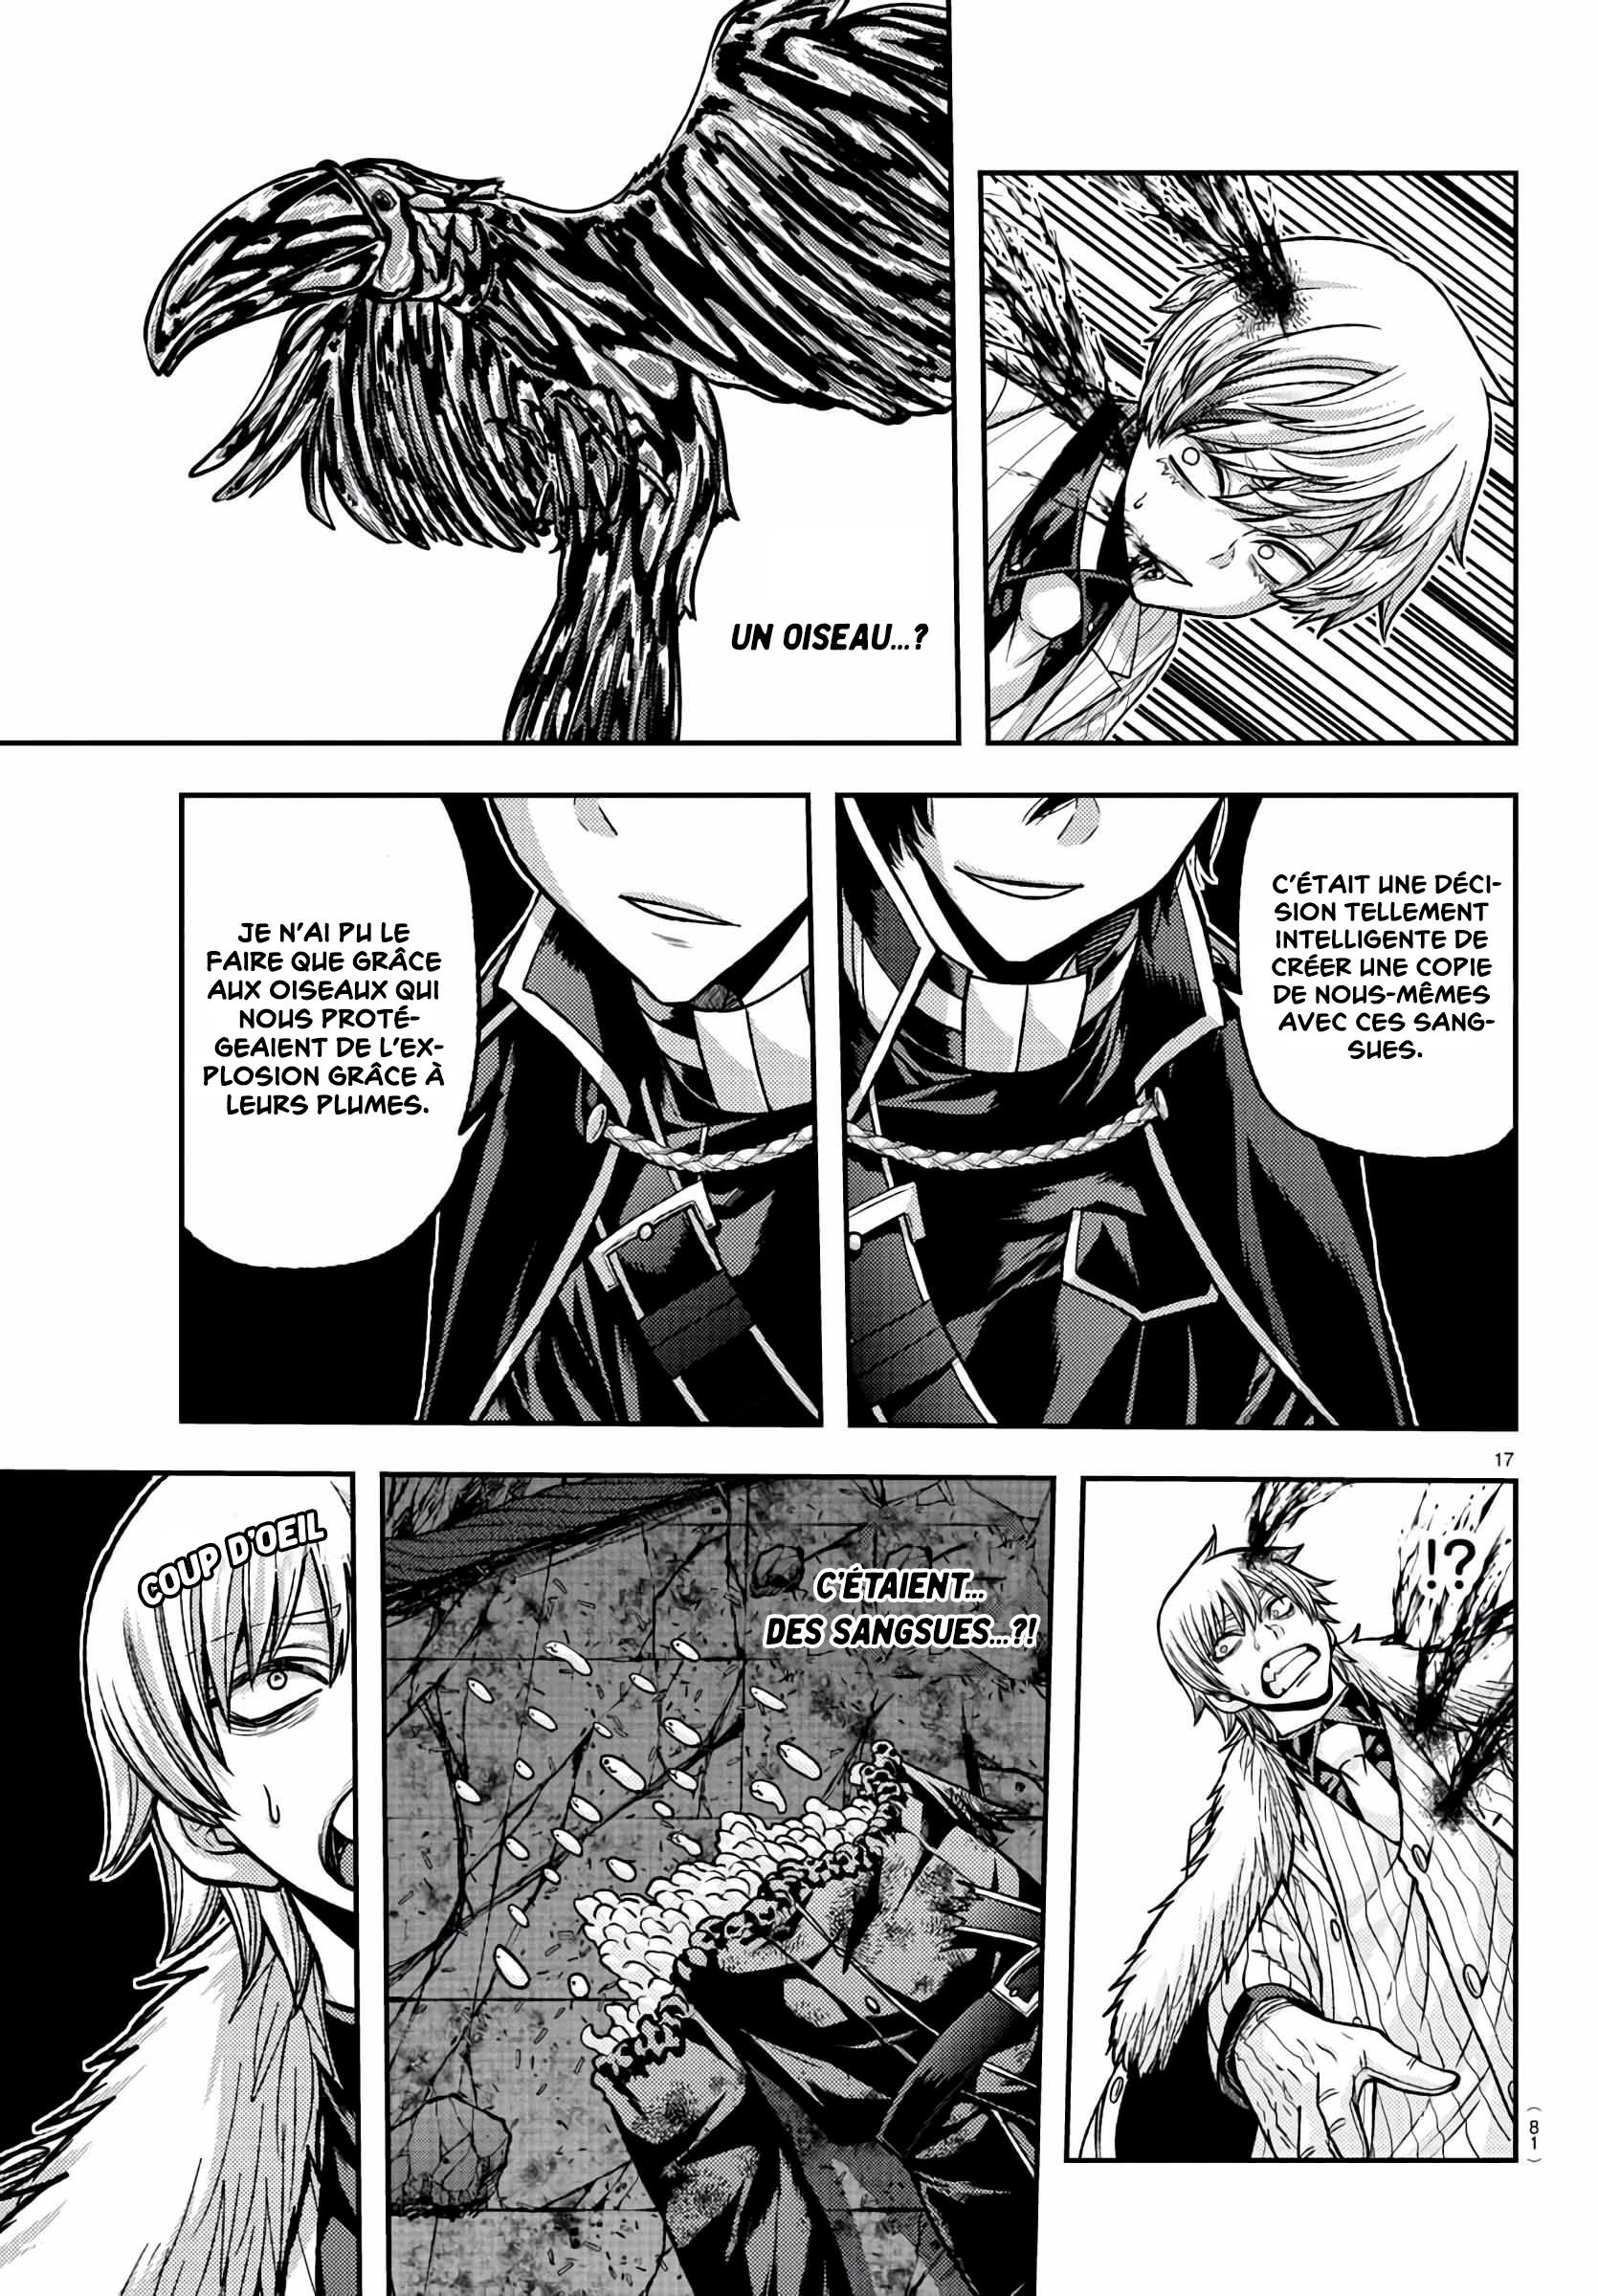 UN OISEAU...?
C'ÉTAIT UNE DÉCI-
SION TELLEMENT
INTELLIGENTE DE
CRÉER UNE COPIE
DE NOUS-MÊMES
AVEC CES SANG-
SUES.
JE N'AI PU LE
FAIRE QUE GRÂCE
AUX OISEAUX QUI
NOUS PROTÉ-
GEAIENT DE L'EX-
PLOSION GRÂCE À
LEURS PLUMES.
17
!?
C'ÉTAIENT...
DES SANGSUES...?!
COUP D'OEIL
(81)